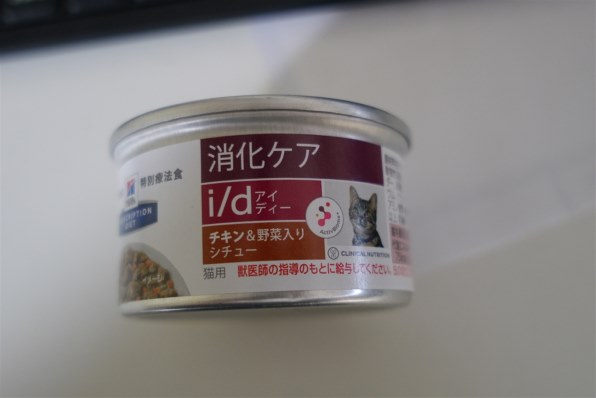 消化ケア
特別療法食
i/d アイ
ディー
チキン&野菜入り
シチュー
CLINICAL NUTRITION
猫用
獣医師の指導のもとに給与してください。